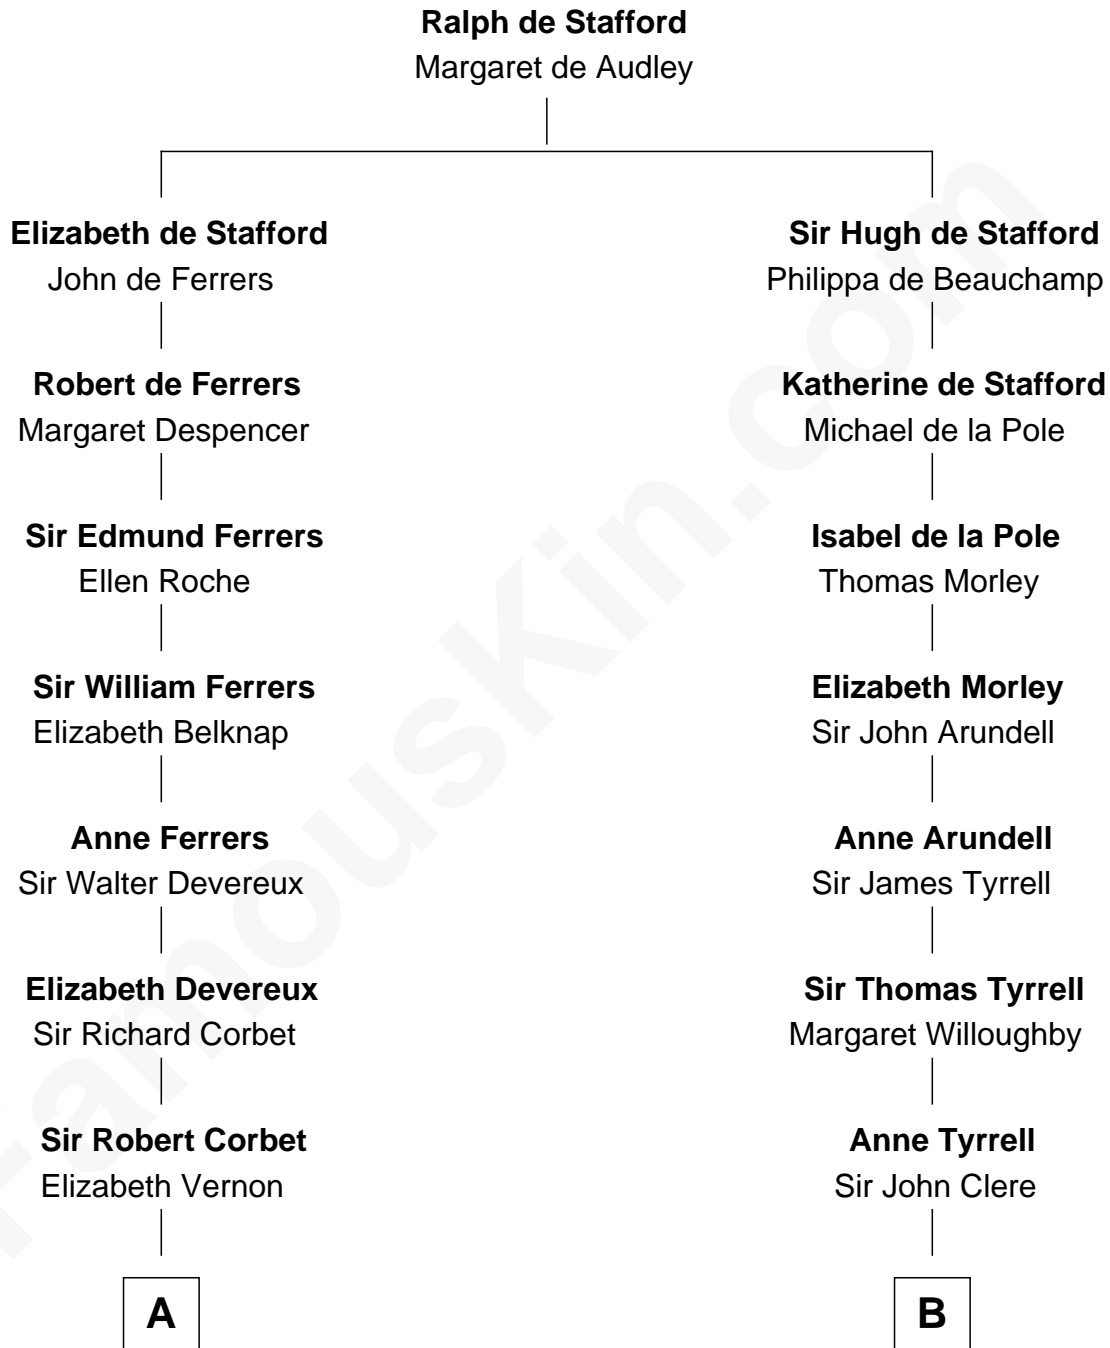 Ralph de Stafford
Margaret de Audley
Elizabeth de Stafford
John de Ferrers
Sir Hugh de Stafford
Philippa de Beauchamp
Robert de Ferrers
Margaret Despencer
Katherine de Stafford
Michael de la Pole
Sir Edmund Ferrers
Ellen Roche
Isabel de la Pole
Thomas Morley
Sir William Ferrers
Elizabeth Belknap
Elizabeth Morley
Sir John Arundell
Anne Ferrers
Sir Walter Devereux
Anne Arundell
Sir James Tyrrell
Elizabeth Devereux
Sir Richard Corbet
Sir Thomas Tyrrell
Margaret Willoughby
Sir Robert Corbet
Elizabeth Vernon
Anne Tyrrell
Sir John Clere
A
B
FamousKin.com